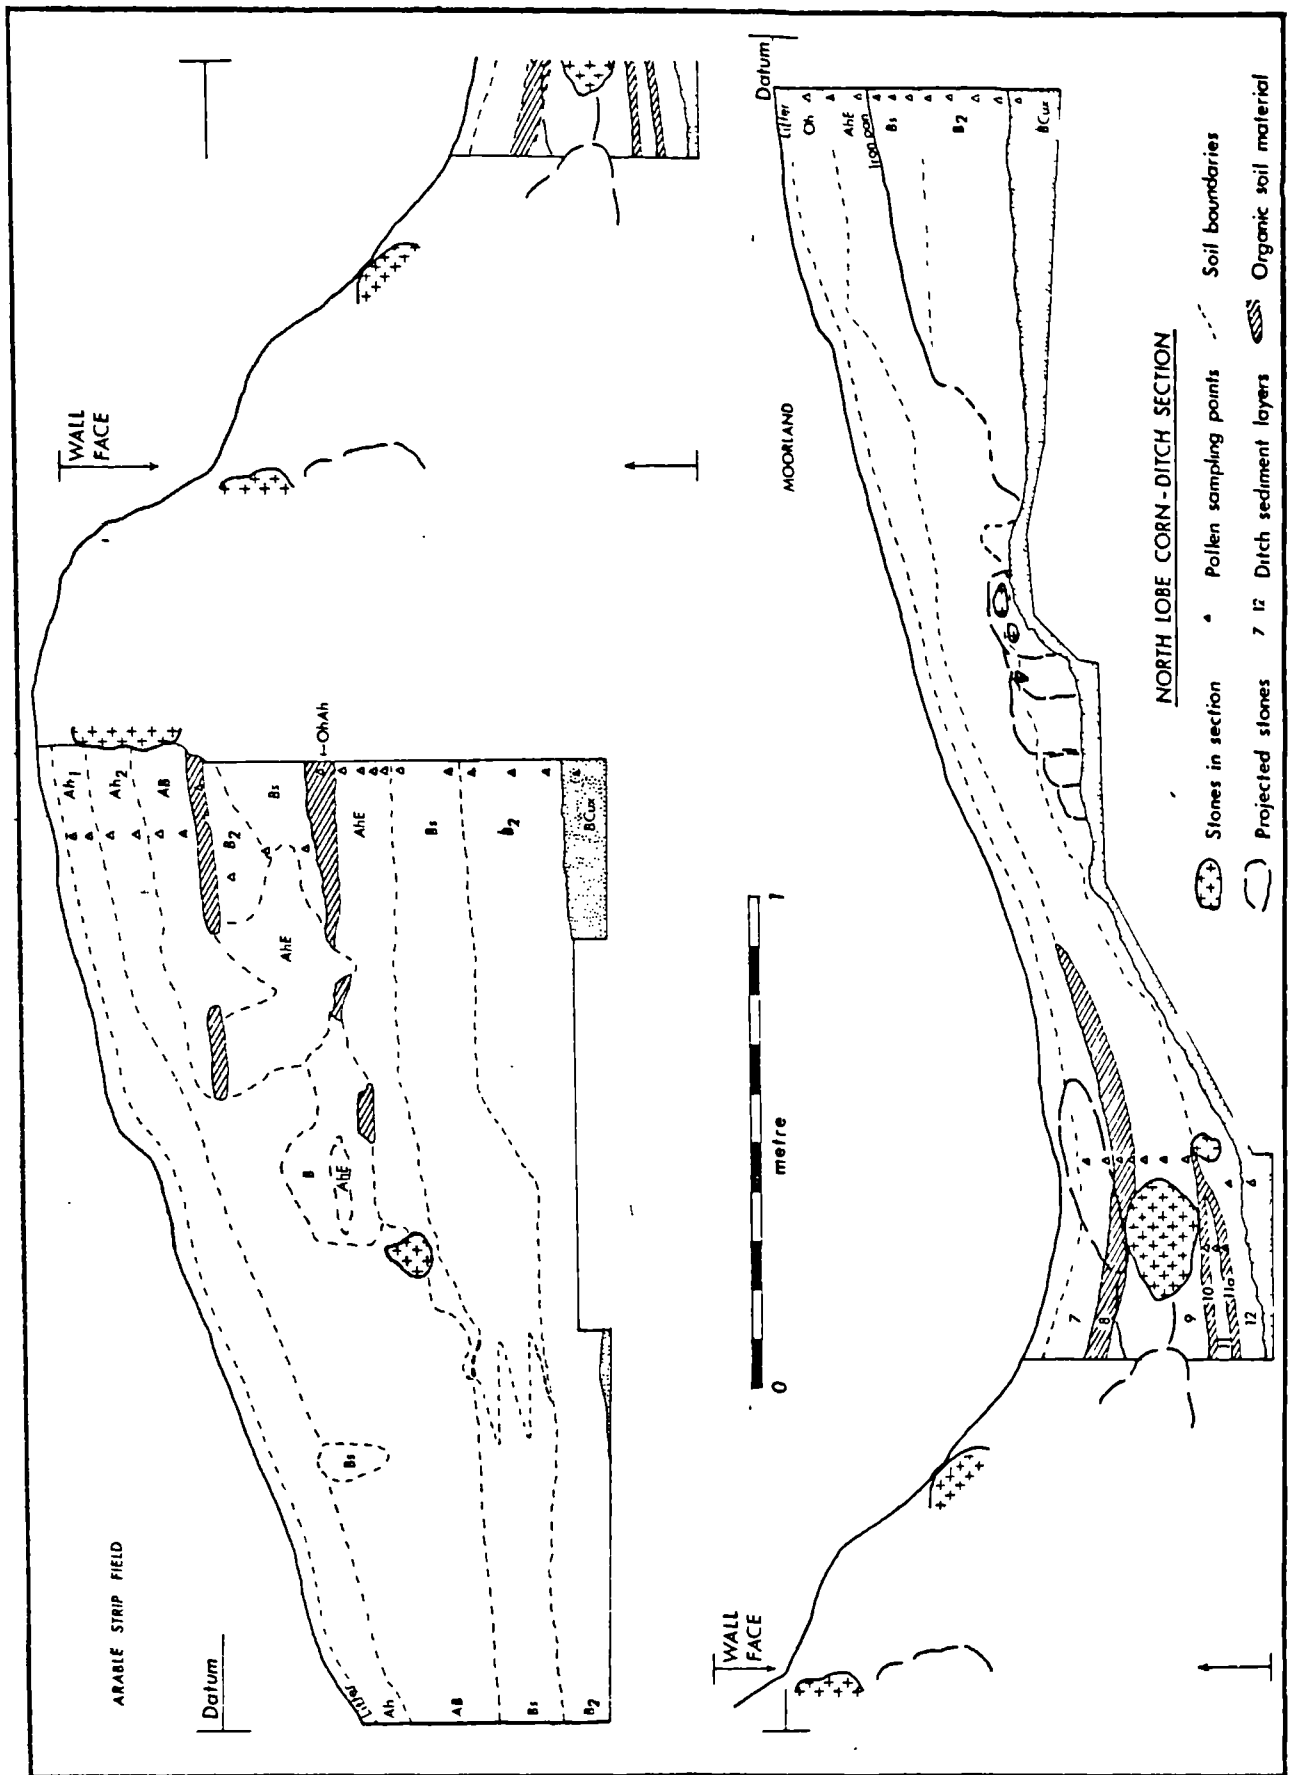 ARABLE STRIP FIELD
Datum
Litter
Ah
AB
Bs
B2
Bs
B
AhE
AhE
B2
Bs
Ah1
Ah2
AB
OhAh
AhE
Bs
B2
BCux
WALL
FACE
WALL
FACE
7
8
9
10
11
11a
12
0
metre
1
MOORLAND
Datum
Litter
Oh
AhE
Iron pan
Bs
B2
BCux
NORTH LOBE CORN-DITCH SECTION
Stones in section
Pollen sampling points
Soil boundaries
Projected stones
7 12 Ditch sediment layers
Organic soil material